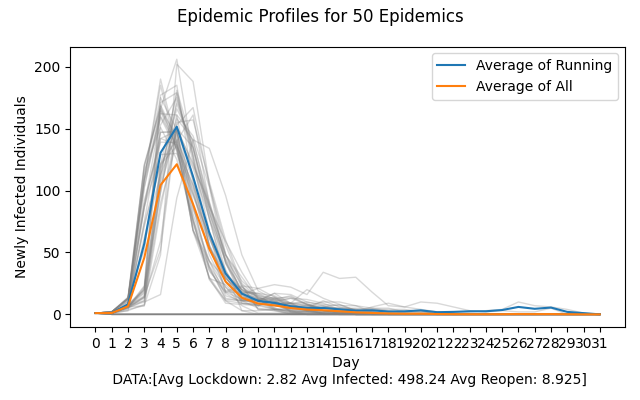 Epidemic Profiles for 50 Epidemics
200
150
100
50
0
Newly Infected Individuals
Average of Running
Average of All
0 1 2 3 4 5 6 7 8 9 10 11 12 13 14 15 16 17 18 19 20 21 22 23 24 25 26 27 28 29 30 31
Day
DATA:[Avg Lockdown: 2.82 Avg Infected: 498.24 Avg Reopen: 8.925]